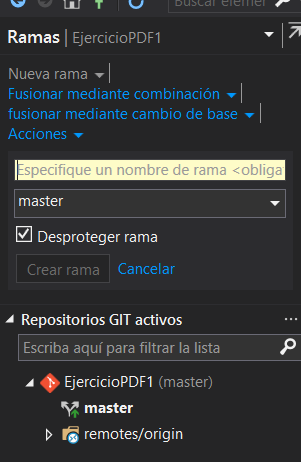 Buscar elemer
Ramas | EjercicioPDF1
Nueva rama
Fusionar mediante combinación
fusionar mediante cambio de base
Acciones
Especifique un nombre de rama <obliga
master
Desproteger rama
Crear rama Cancelar
Repositorios GIT activos
Escriba aquí para filtrar la lista
EjercicioPDF1 (master)
master
remotes/origin